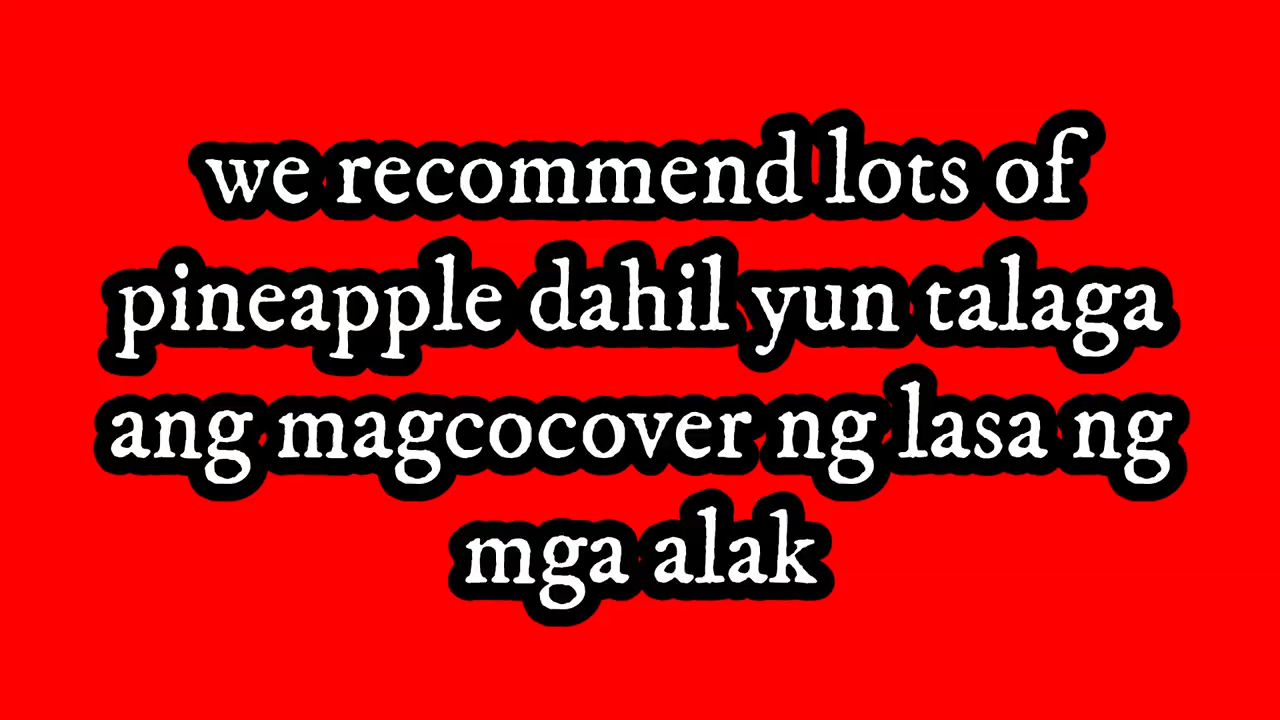 we recommend lots of
pineapple dahil yun talaga
ang magcocover ng lasa ng
mga alak